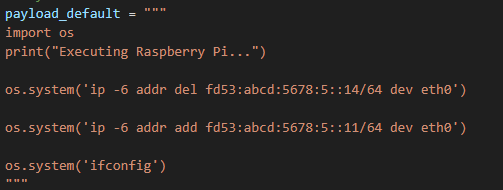 payload_default = """
import os
print("Executing Raspberry Pi...")
os.system('ip -6 addr del fd53:abcd:5678:5::14/64 dev eth0')
os.system('ip -6 addr add fd53:abcd:5678:5::11/64 dev eth0')
os.system('ifconfig')
"""